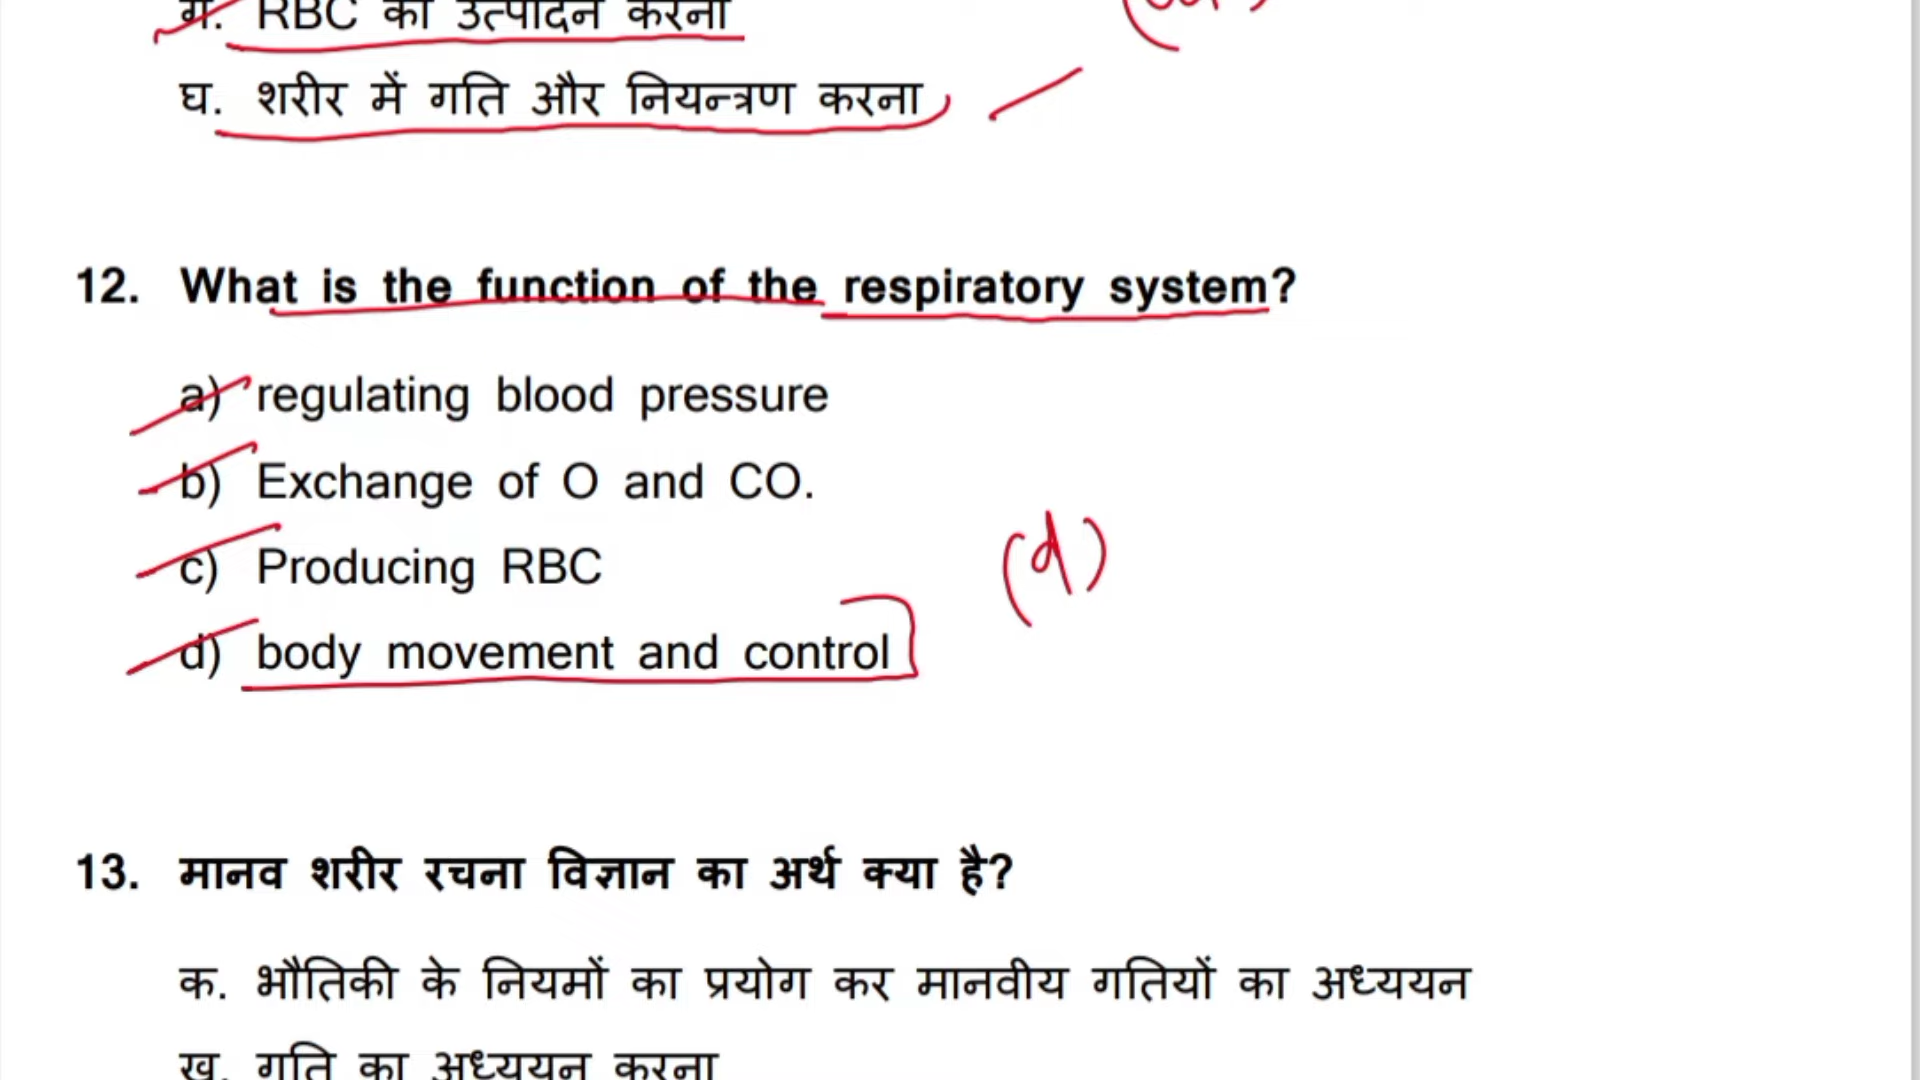 ग. RBC का उत्पादन करना
घ. शरीर में गति और नियन्त्रण करना
12. What is the function of the respiratory system?
a) regulating blood pressure
b) Exchange of O and CO.
c) Producing RBC
(d)
d) body movement and control
13. मानव शरीर रचना विज्ञान का अर्थ क्या है?
क. भौतिकी के नियमों का प्रयोग कर मानवीय गतियों का अध्ययन
ख. गति का अध्ययन करना